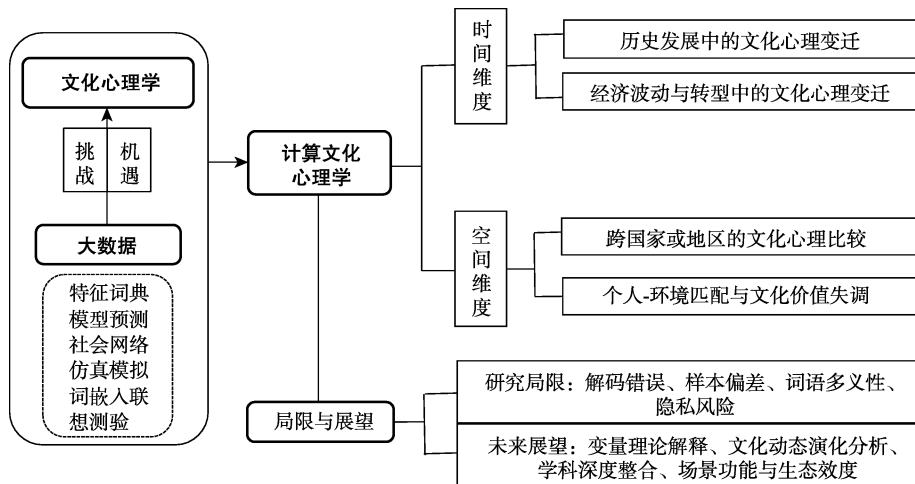 文化心理学
挑战
机遇
大数据
特征词典
模型预测
社会网络
仿真模拟
词嵌入联
想测验
计算文化
心理学
时间维度
历史发展中的文化心理变迁
经济波动与转型中的文化心理变迁
空间维度
跨国家或地区的文化心理比较
个人-环境匹配与文化价值失调
局限与展望
研究局限：解码错误、样本偏差、词语多义性、
隐私风险
未来展望：变量理论解释、文化动态演化分析、
学科深度整合、场景功能与生态效度